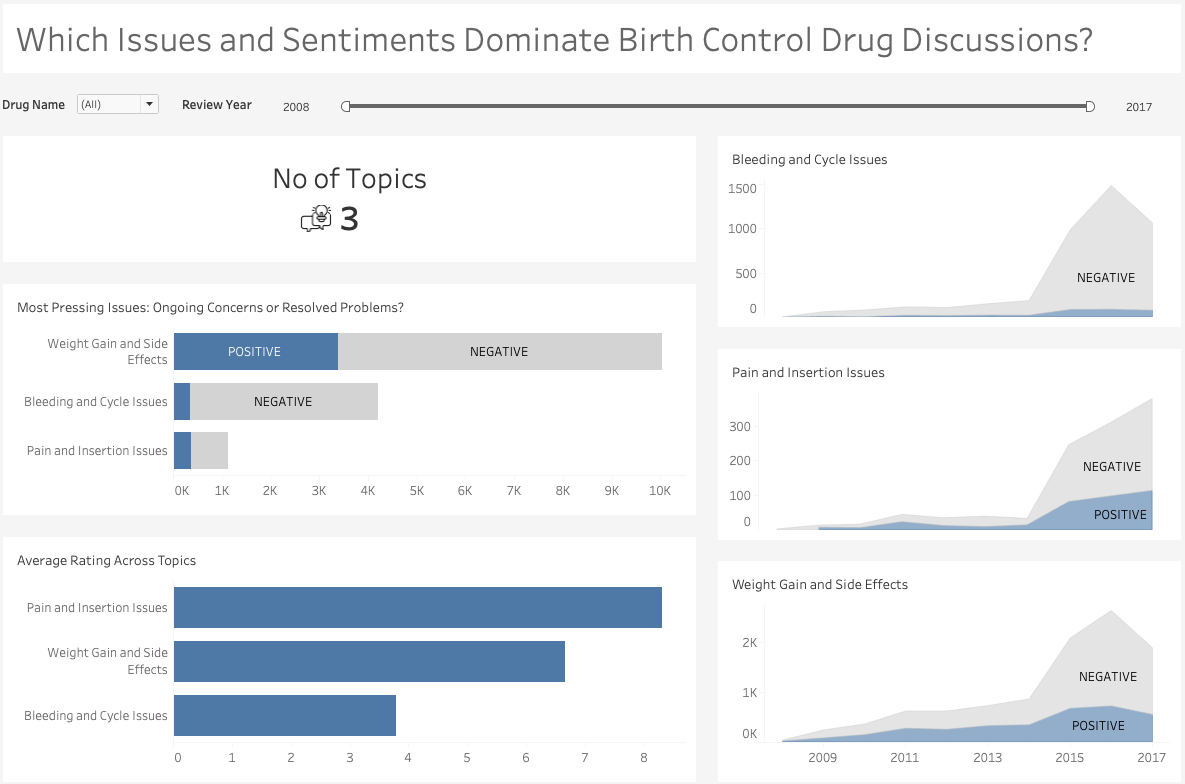 Which Issues and Sentiments Dominate Birth Control Drug Discussions?
Drug Name (All) Review Year 2008 2017
No of Topics
3
Most Pressing Issues: Ongoing Concerns or Resolved Problems?
Weight Gain and Side
Effects
POSITIVE NEGATIVE
Bleeding and Cycle Issues NEGATIVE
Pain and Insertion Issues
0K 1K 2K 3K 4K 5K 6K 7K 8K 9K 10K
Average Rating Across Topics
Pain and Insertion Issues
Weight Gain and Side
Effects
Bleeding and Cycle Issues
0 1 2 3 4 5 6 7 8
Bleeding and Cycle Issues
1500
1000
500
NEGATIVE
0
Pain and Insertion Issues
300
200
NEGATIVE
100
POSITIVE
0
Weight Gain and Side Effects
2K
NEGATIVE
1K
POSITIVE
0K
2009 2011 2013 2015 2017